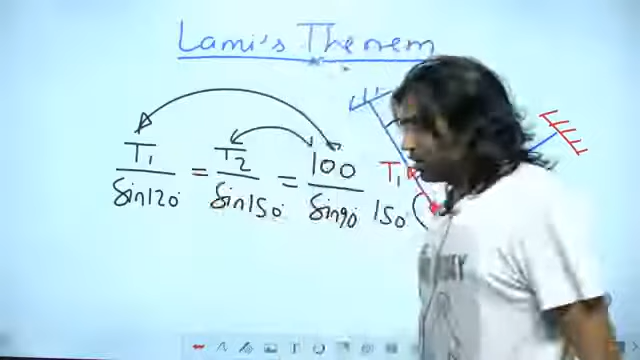 Lami's Theorem
T1 = T2 = 100
Sin120° Sin150° Sin90°
T1
150